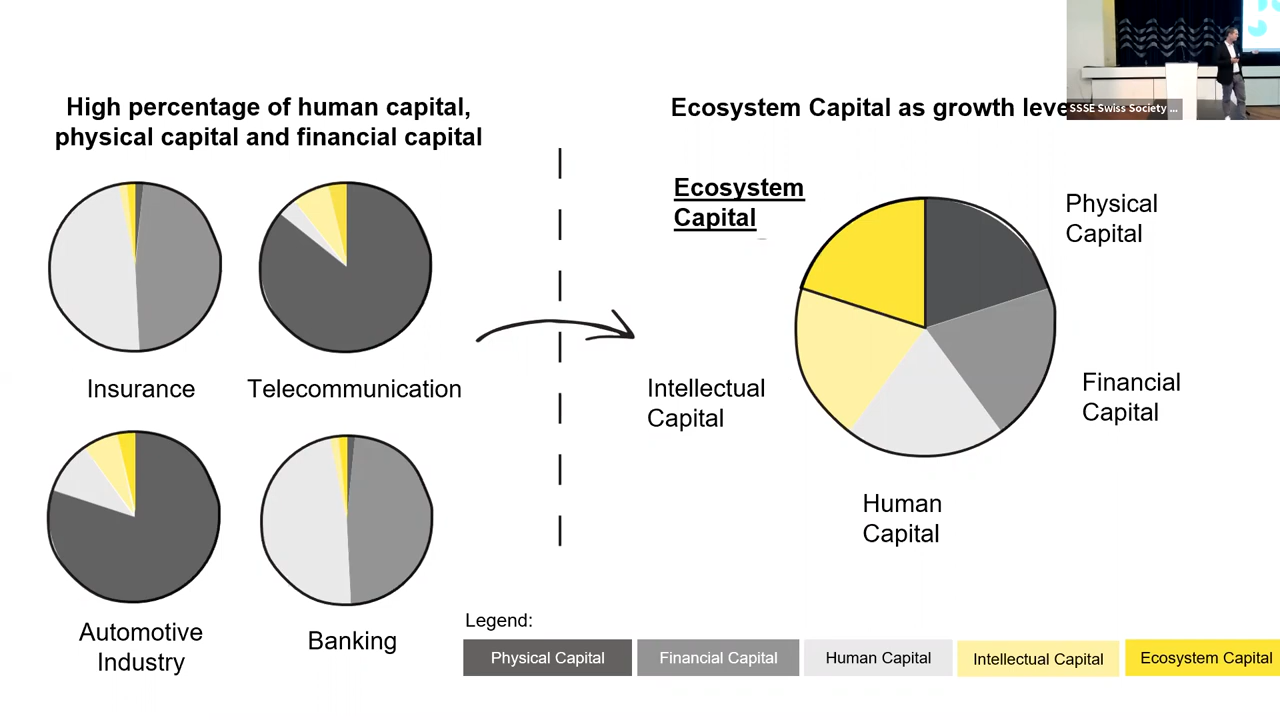 High percentage of human capital,
physical capital and financial capital
Insurance
Telecommunication
Automotive
Industry
Banking
Ecosystem Capital as growth leve
SSSE Swiss Society ...
Ecosystem
Capital
Physical
Capital
Intellectual
Capital
Financial
Capital
Human
Capital
Legend:
Physical Capital
Financial Capital
Human Capital
Intellectual Capital
Ecosystem Capital